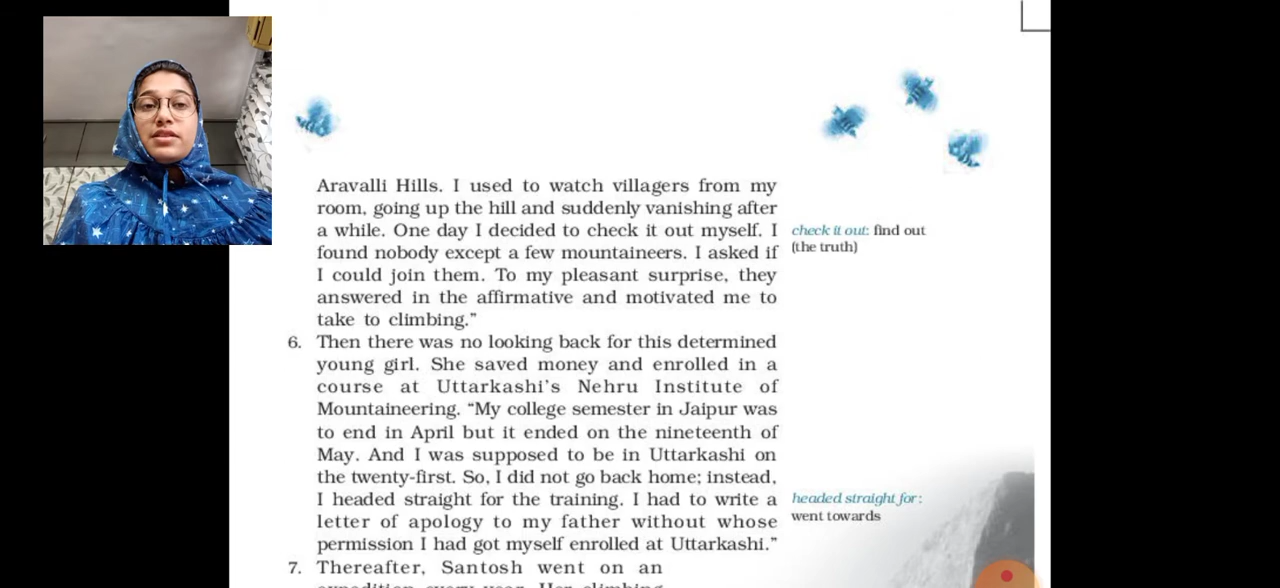 Aravalli Hills. I used to watch villagers from my
room, going up the hill and suddenly vanishing after
a while. One day I decided to check it out myself. I
found nobody except a few mountaineers. I asked if
I could join them. To my pleasant surprise, they
answered in the affirmative and motivated me to
take to climbing.”
check it out: find out
(the truth)
6. Then there was no looking back for this determined
young girl. She saved money and enrolled in a
course at Uttarkashi’s Nehru Institute of
Mountaineering. “My college semester in Jaipur was
to end in April but it ended on the nineteenth of
May. And I was supposed to be in Uttarkashi on
the twenty-first. So, I did not go back home; instead,
I headed straight for the training. I had to write a
letter of apology to my father without whose
permission I had got myself enrolled at Uttarkashi.”
headed straight for:
went towards
7. Thereafter, Santosh went on an
expedition every year. Her climbing